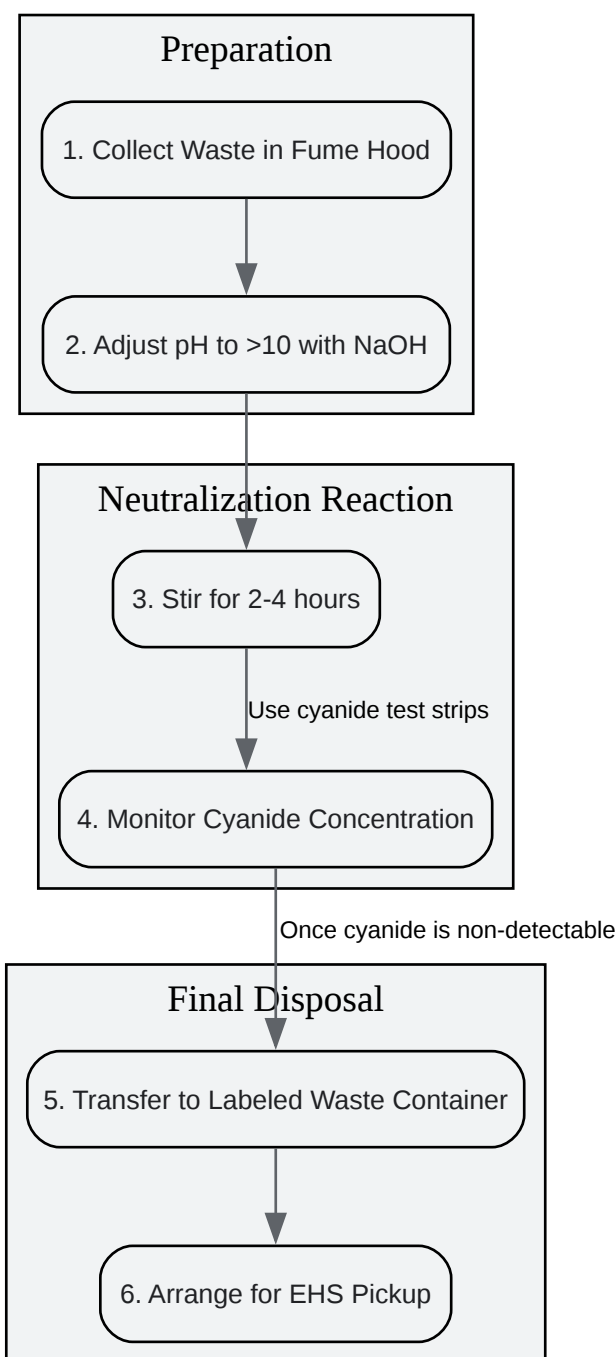 Preparation
1. Collect Waste in Fume Hood
2. Adjust pH to >10 with NaOH
Neutralization Reaction
3. Stir for 2-4 hours
Use cyanide test strips
4. Monitor Cyanide Concentration
Once cyanide is non-detectable
Final Disposal
5. Transfer to Labeled Waste Container
6. Arrange for EHS Pickup